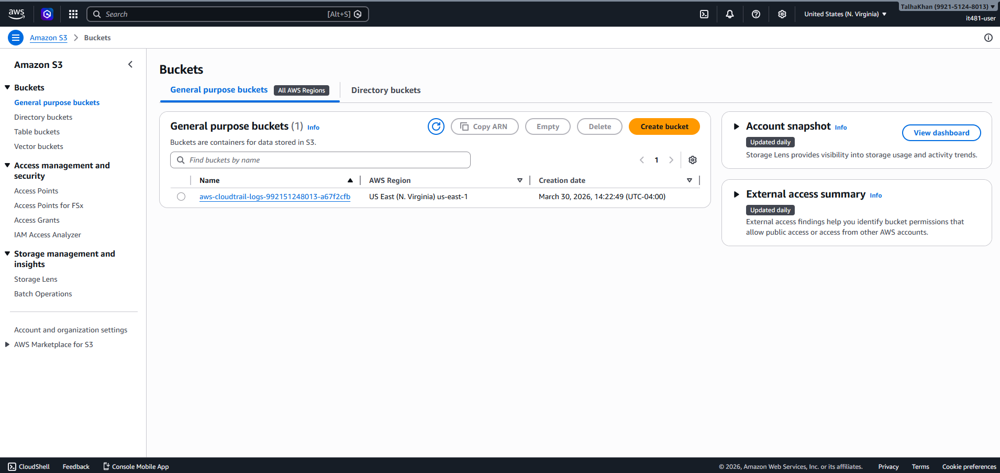 aws
Search
[Alt+S]
United States (N. Virginia)
TalhaKhan (9921-5124-8013)
it481-user
Amazon S3
Buckets
Amazon S3
Buckets
General purpose buckets
Directory buckets
Table buckets
Vector buckets
Access management and
security
Access Points
Access Points for FSx
Access Grants
IAM Access Analyzer
Storage management and
insights
Storage Lens
Batch Operations
Account and organization settings
AWS Marketplace for S3
Buckets
General purpose buckets All AWS Regions Directory buckets
General purpose buckets (1) Info
Copy ARN Empty Delete Create bucket
Buckets are containers for data stored in S3.
Find buckets by name
1
Name AWS Region Creation date
aws-cloudtrail-logs-992151248013-a67f2cfb US East (N. Virginia) us-east-1 March 30, 2026, 14:22:49 (UTC-04:00)
Account snapshot Info
View dashboard
Updated daily
Storage Lens provides visibility into storage usage and activity trends.
External access summary Info
Updated daily
External access findings help you identify bucket permissions that
allow public access or access from other AWS accounts.
CloudShell Feedback Console Mobile App
© 2026, Amazon Web Services, Inc. or its affiliates. Privacy Terms Cookie preferences